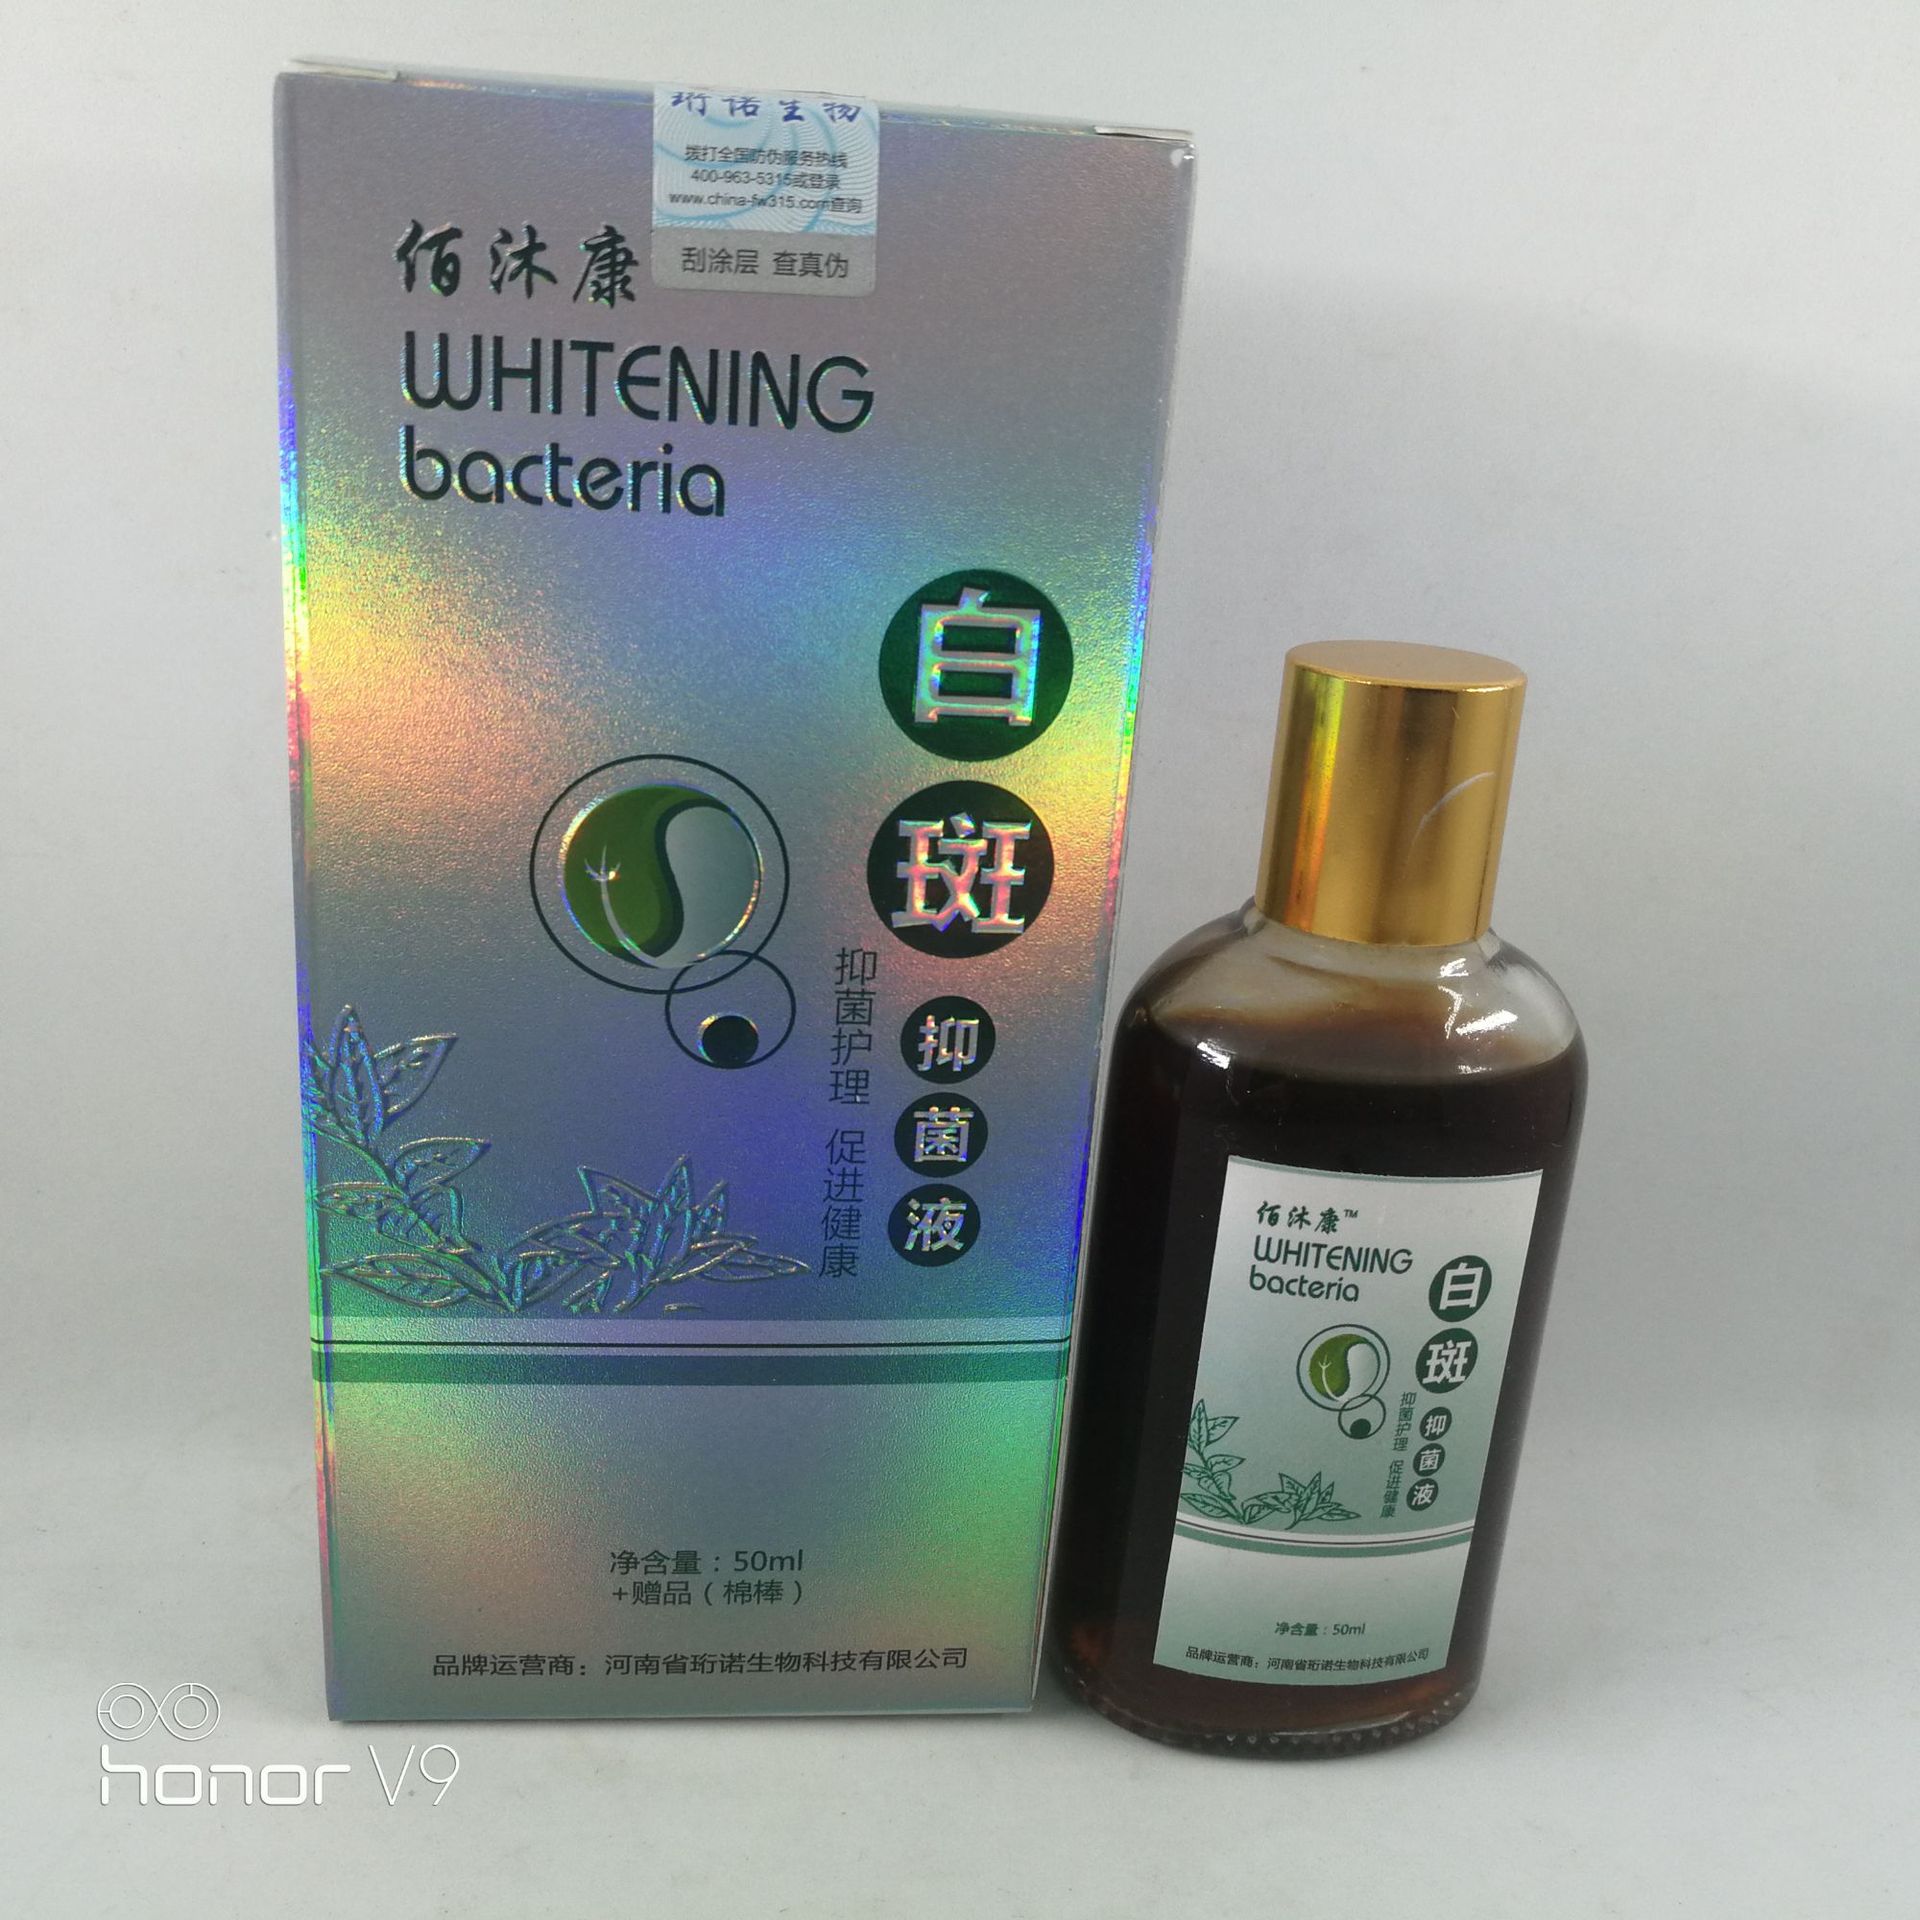 珩诺生物
拨打全国防伪服务热线
400-963-5315或登录
www.china-fw315.com查询
刮涂层 查真伪
佰沐康
WHITENING
bacteria
白斑抑菌液
抑菌护理 促进健康
净含量：50ml
+赠品（棉棒）
品牌运营商：河南省珩诺生物科技有限公司
佰沐康™
WHITENING
bacteria
白斑抑菌液
抑菌护理 促进健康
净含量：50ml
品牌运营商：河南省珩诺生物科技有限公司
honor V9